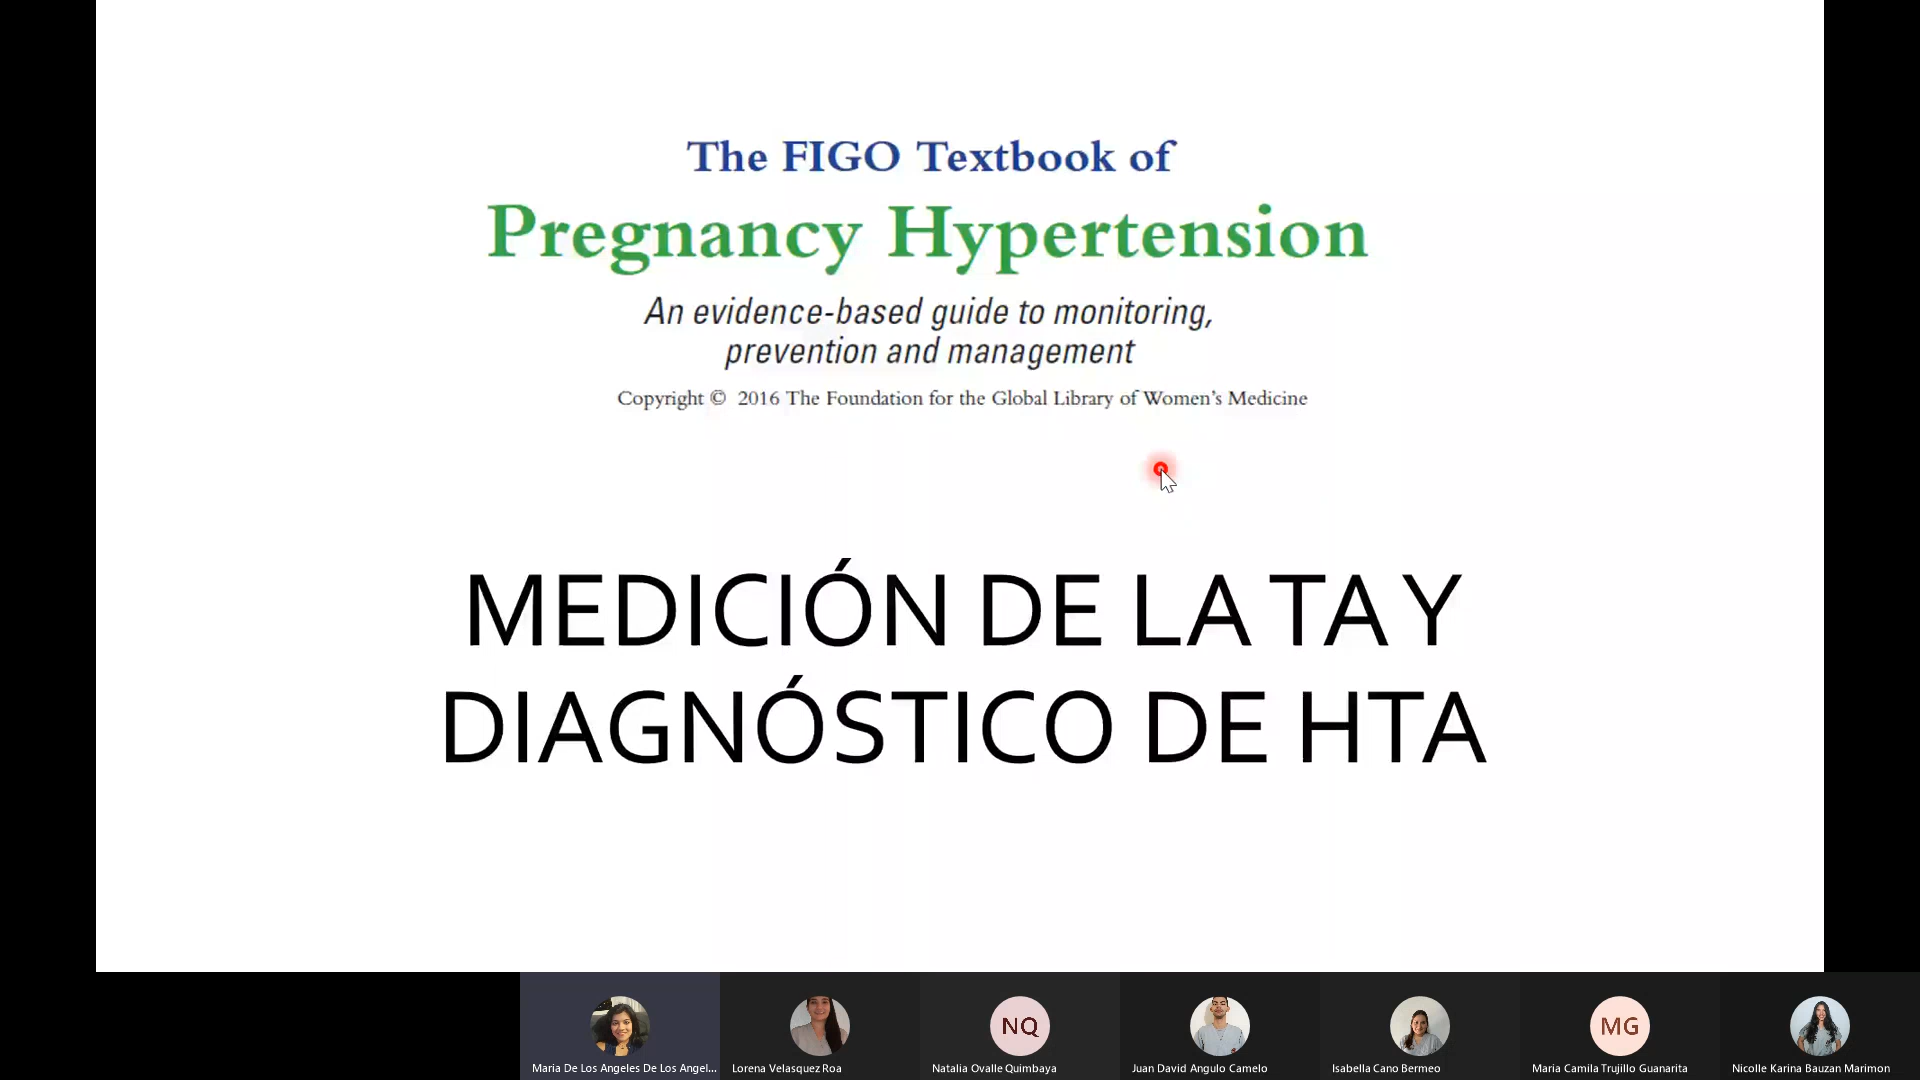 The FIGO Textbook of
Pregnancy Hypertension
An evidence-based guide to monitoring,
prevention and management
Copyright © 2016 The Foundation for the Global Library of Women's Medicine
MEDICIÓN DE LA TA Y
DIAGNÓSTICO DE HTA
NQ
MG
Maria De Los Angeles De Los Angel...
Lorena Velasquez Roa
Natalia Ovalle Quimbaya
Juan David Angulo Camelo
Isabella Cano Bermeo
Maria Camila Trujillo Guanarita
Nicolle Karina Bauzan Marimon